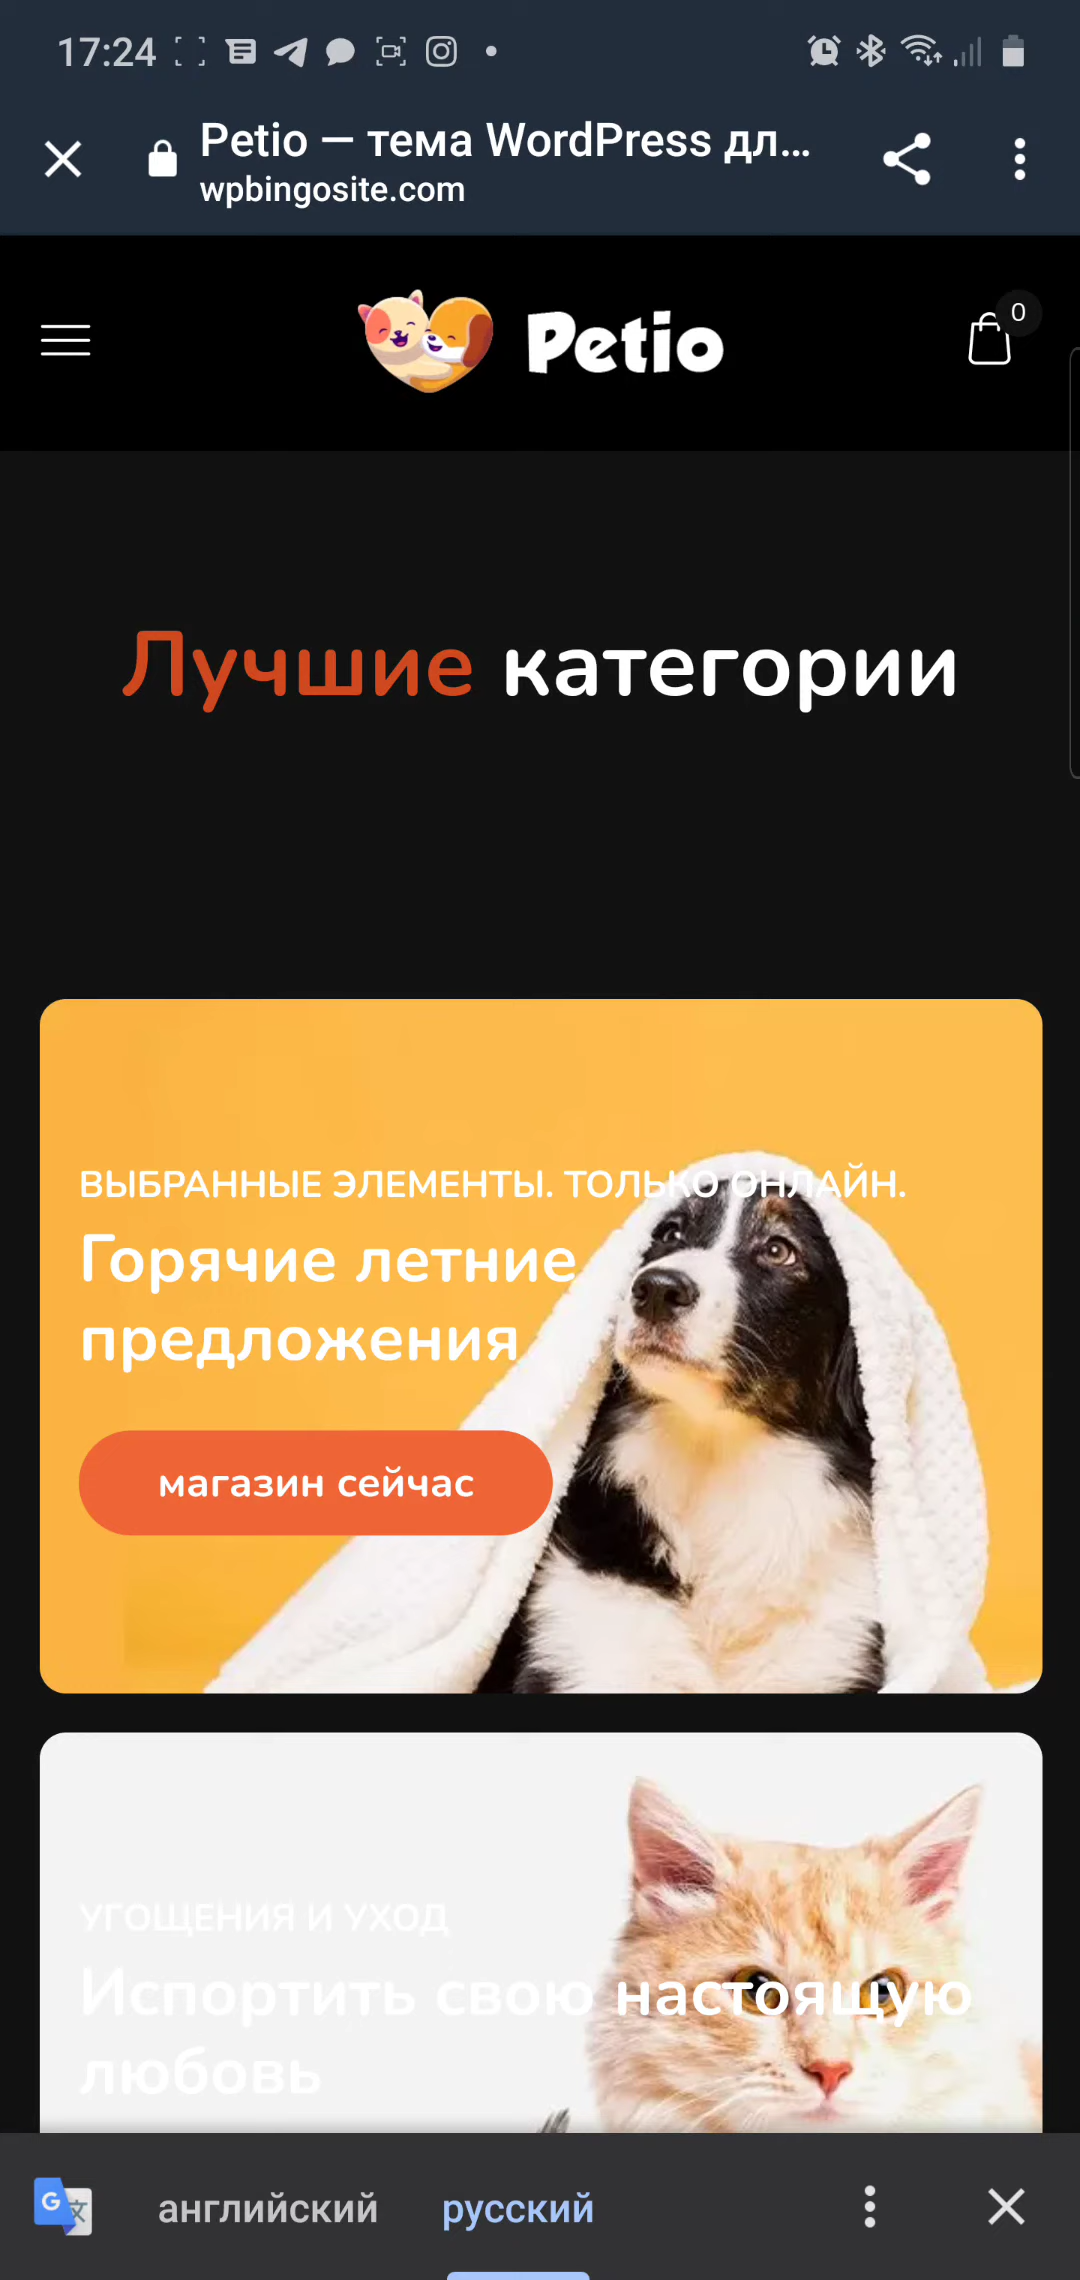 17:24
Petio — тема WordPress дл...
wpbingosite.com
Petio
0
Лучшие категории
ВЫБРАННЫЕ ЭЛЕМЕНТЫ. ТОЛЬКО ОНЛАЙН.
Горячие летние
предложения
магазин сейчас
УГОЩЕНИЯ И УХОД
Испортить свою настоящую
любовь
английский русский